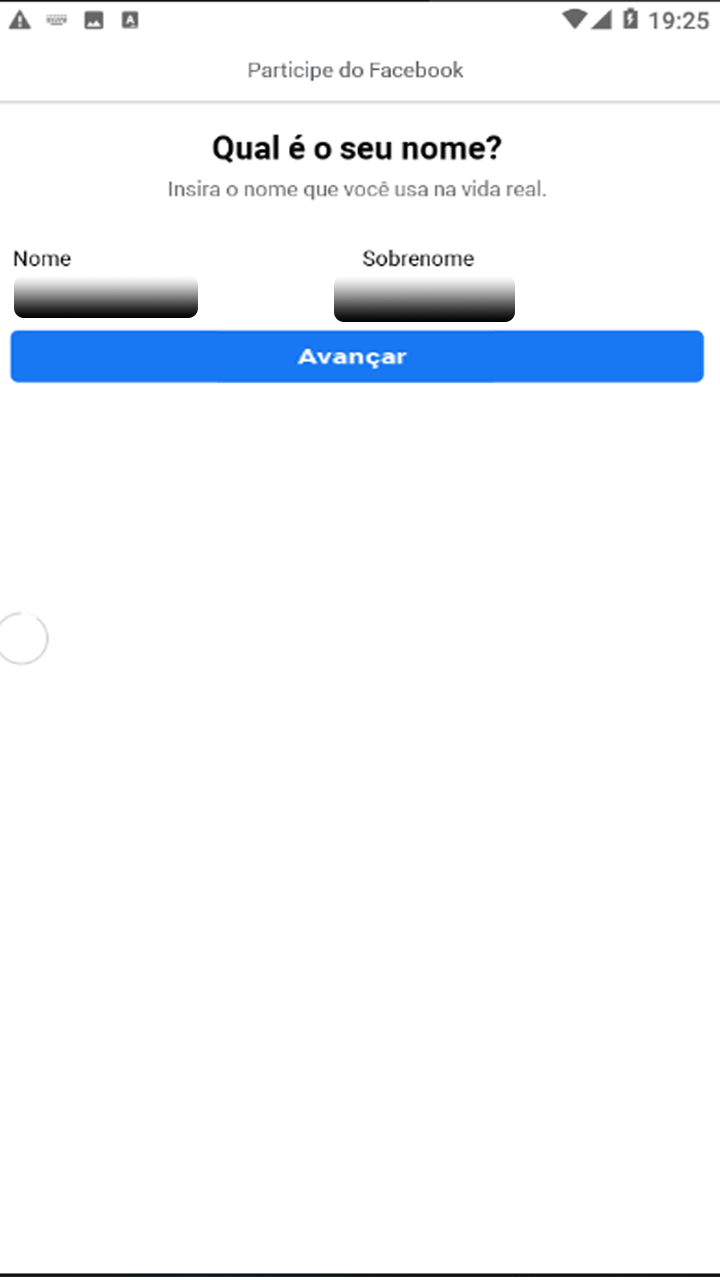 19:25
Participe do Facebook
Qual é o seu nome?
Insira o nome que você usa na vida real.
Nome Sobrenome
Avançar